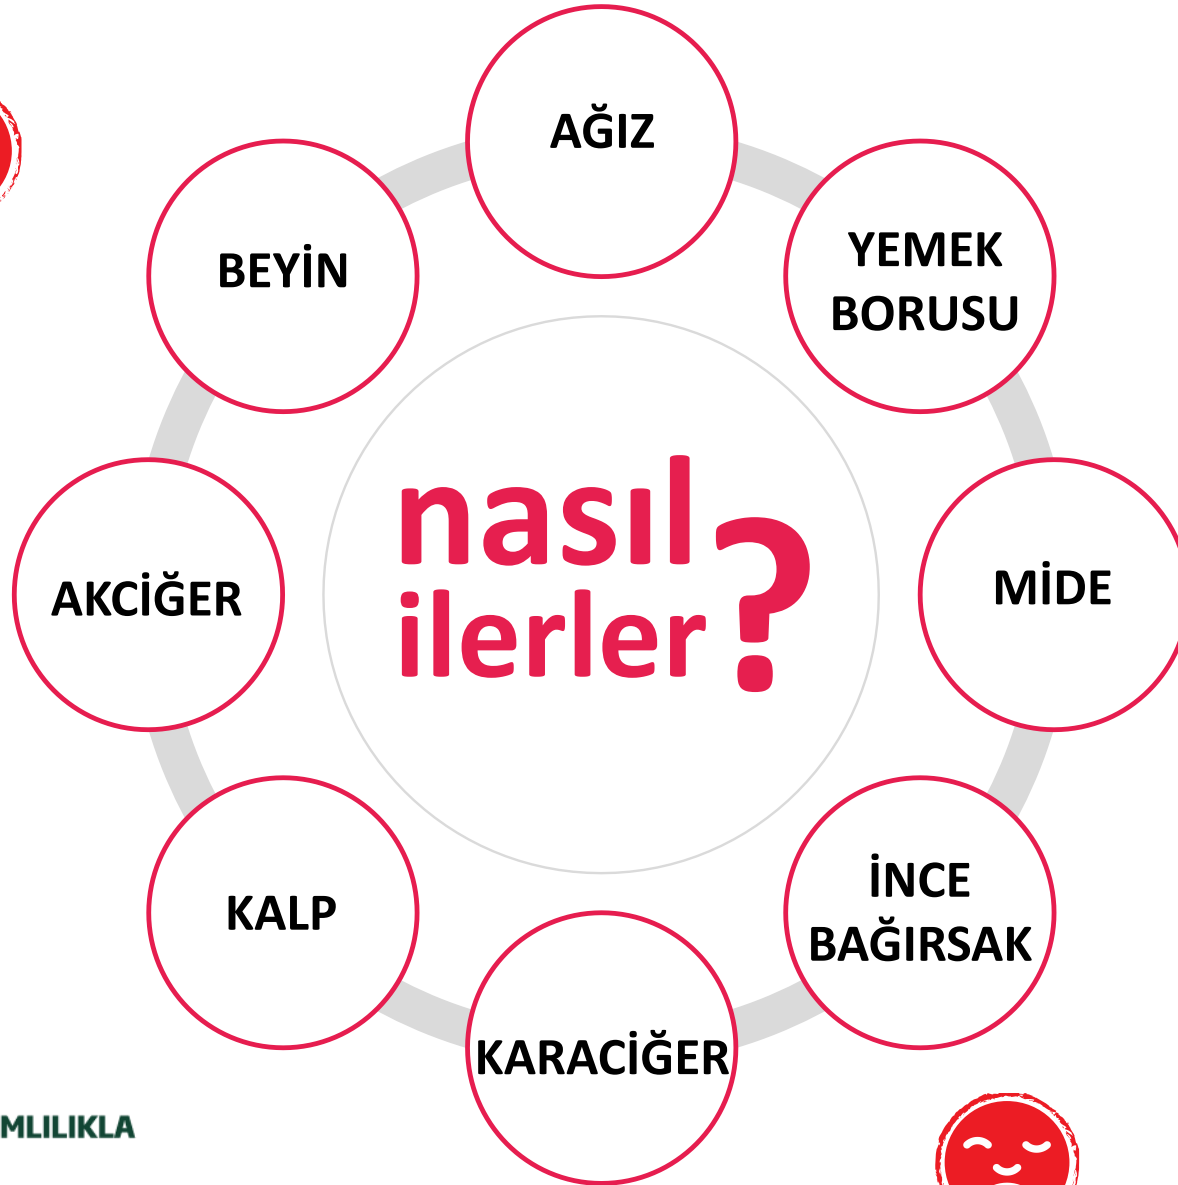 AĞIZ
YEMEK
BORUSU
MİDE
İNCE
BAĞIRSAK
KARACİĞER
KALP
AKCİĞER
BEYİN
nasıl
ilerler?
MLILIKLA